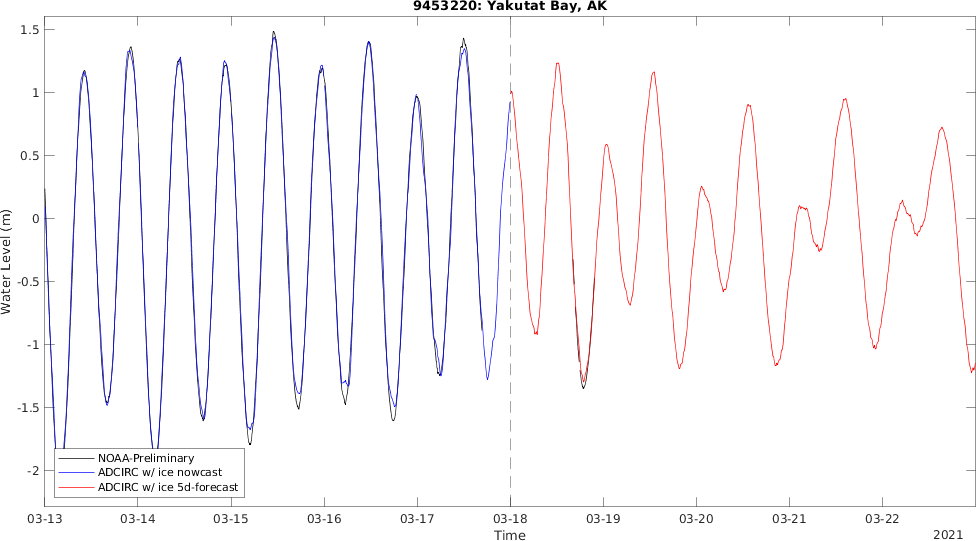 9453220: Yakutat Bay, AK
1.5
1
0.5
0
-0.5
-1
-1.5
-2
Water Level (m)
NOAA-Preliminary
ADCIRC w/ ice nowcast
ADCIRC w/ ice 5d-forecast
03-13 03-14 03-15 03-16 03-17 03-18 03-19 03-20 03-21 03-22
Time
2021